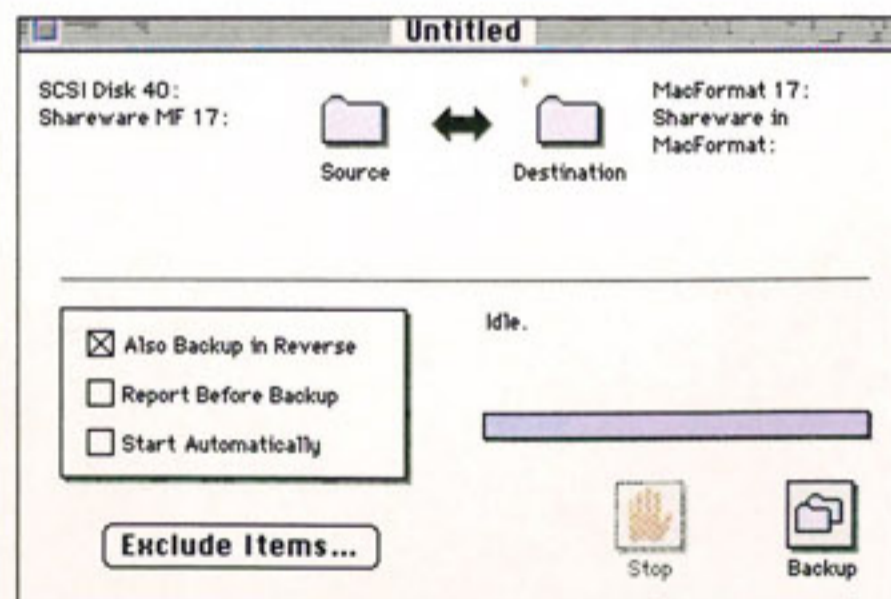 Untitled
SCSI Disk 40:
Shareware MF 17:
Source
Destination
MacFormat 17:
Shareware in
MacFormat:
Also Backup in Reverse
Report Before Backup
Start Automatically
Idle.
Exclude Items...
Stop
Backup